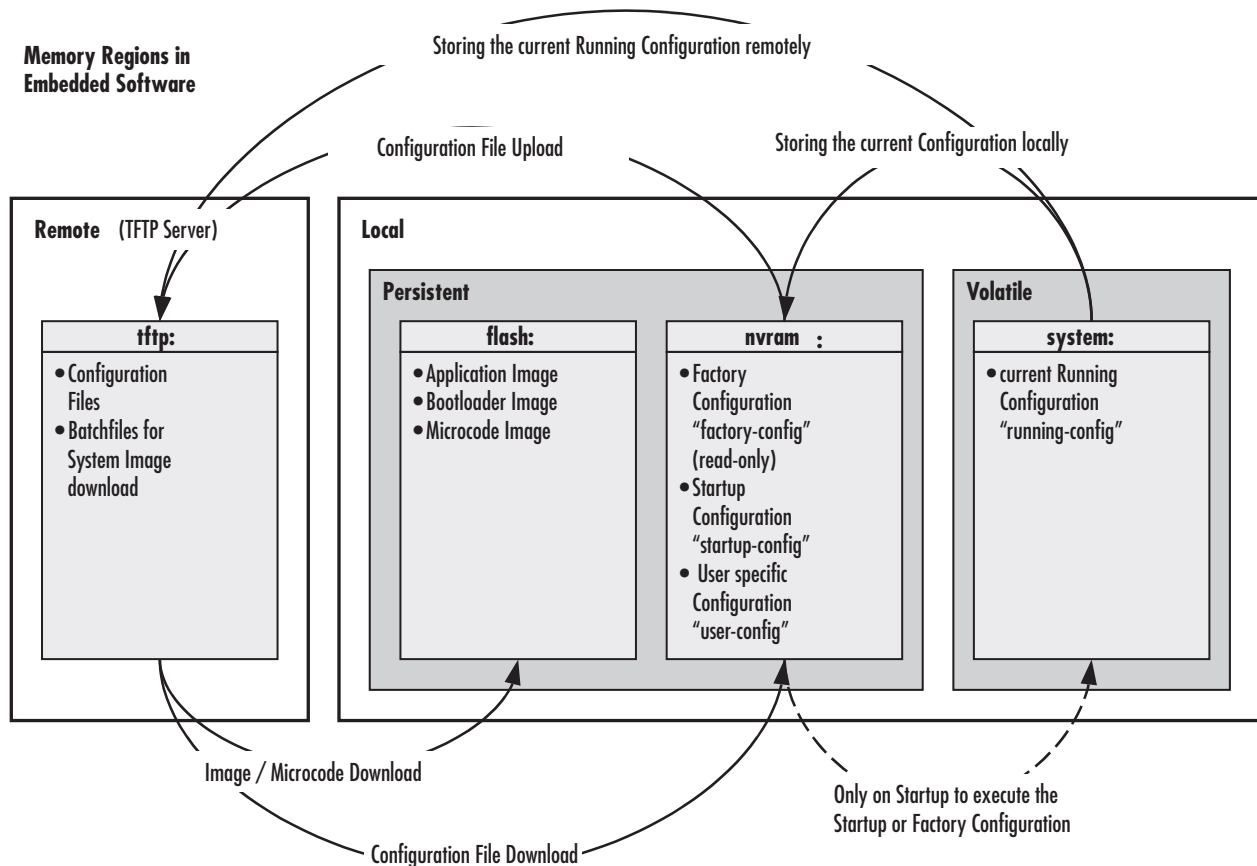 Memory Regions in
Embedded Software
Storing the current Running Configuration remotely
Configuration File Upload
Storing the current Configuration locally
Remote (TFTP Server)
Local
Persistent
Volatile
tftp:
• Configuration
Files
• Batchfiles for
System Image
download
flash:
• Application Image
• Bootloader Image
• Microcode Image
nvram :
• Factory
Configuration
“factory-config”
(read-only)
• Startup
Configuration
“startup-config”
• User specific
Configuration
“user-config”
system:
• current Running
Configuration
“running-config”
Image / Microcode Download
Configuration File Download
Only on Startup to execute the
Startup or Factory Configuration